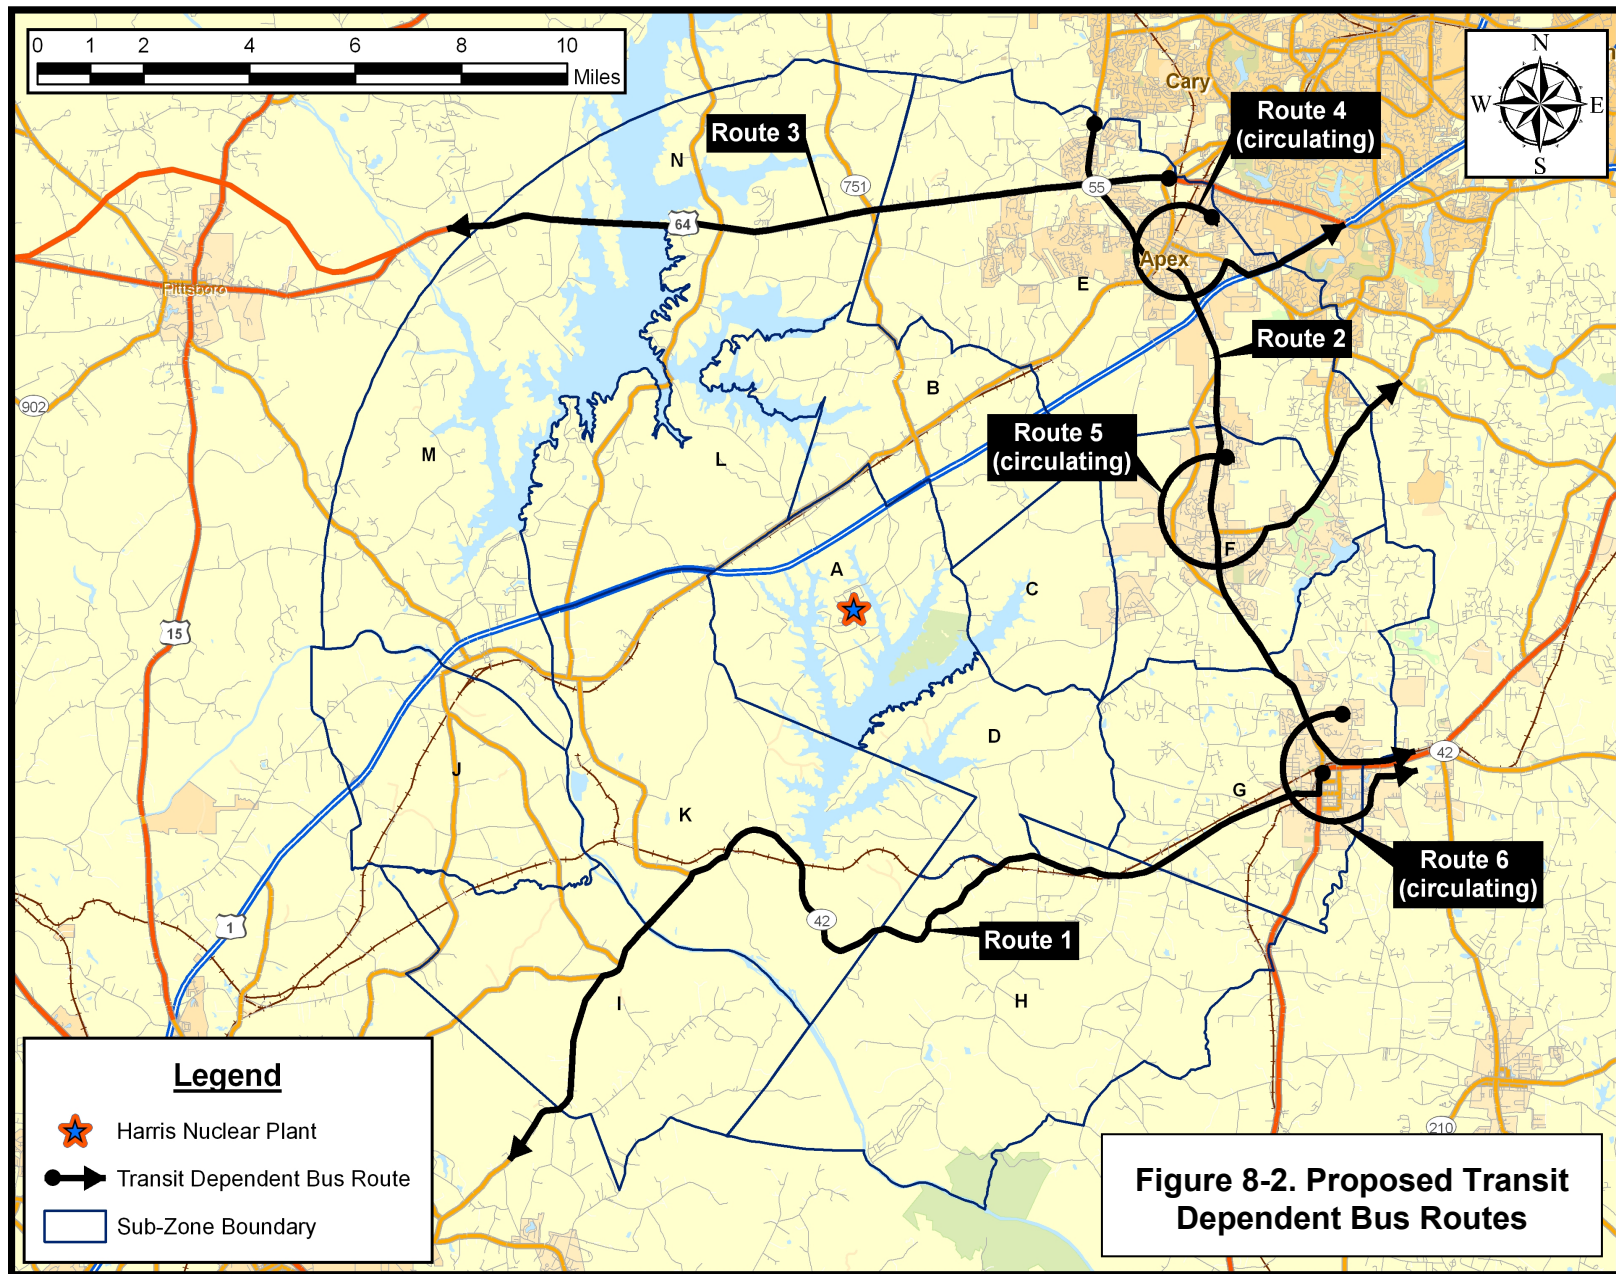 0 1 2 4 6 8 10
Miles
N
W E
S
Cary
Route 4
(circulating)
Route 3
N
751
55
64
Apex
E
Pittsboro
Route 2
B
902
Route 5
(circulating)
M
L
F
A
C
15
D
42
J
G
K
Route 6
(circulating)
42
1
Route 1
I
H
210
Legend
Harris Nuclear Plant
Transit Dependent Bus Route
Sub-Zone Boundary
Figure 8-2. Proposed Transit
Dependent Bus Routes